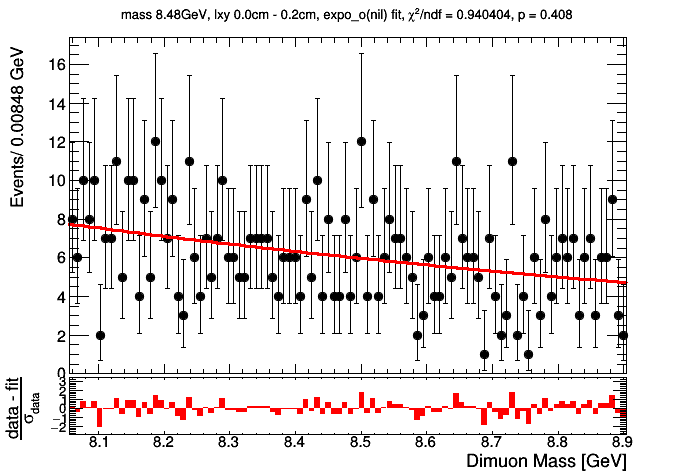 mass 8.48GeV, lxy 0.0cm - 0.2cm, expo_o(nil) fit, χ²/ndf = 0.940404, p = 0.408
Events/ 0.00848 GeV
16
14
12
10
8
6
4
2
0
data - fit
σdata
3
2
1
0
−1
−2
8.1 8.2 8.3 8.4 8.5 8.6 8.7 8.8 8.9
Dimuon Mass [GeV]